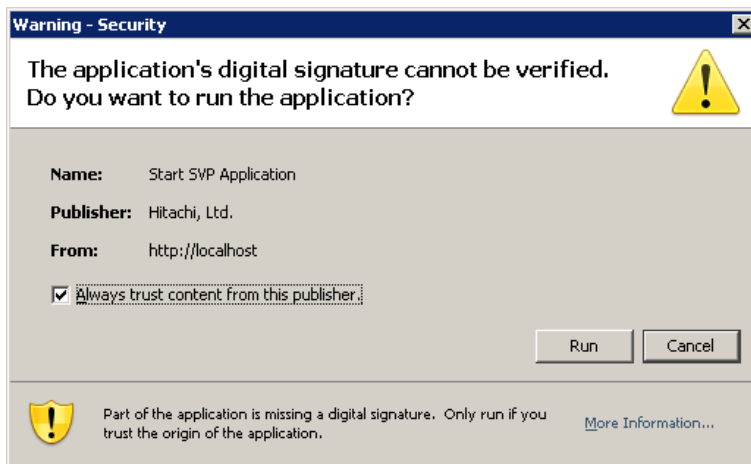 Warning - Security
The application's digital signature cannot be verified.
Do you want to run the application?
Name: Start SVP Application
Publisher: Hitachi, Ltd.
From: http://localhost
Always trust content from this publisher.
Run Cancel
Part of the application is missing a digital signature. Only run if you
trust the origin of the application.
More Information...